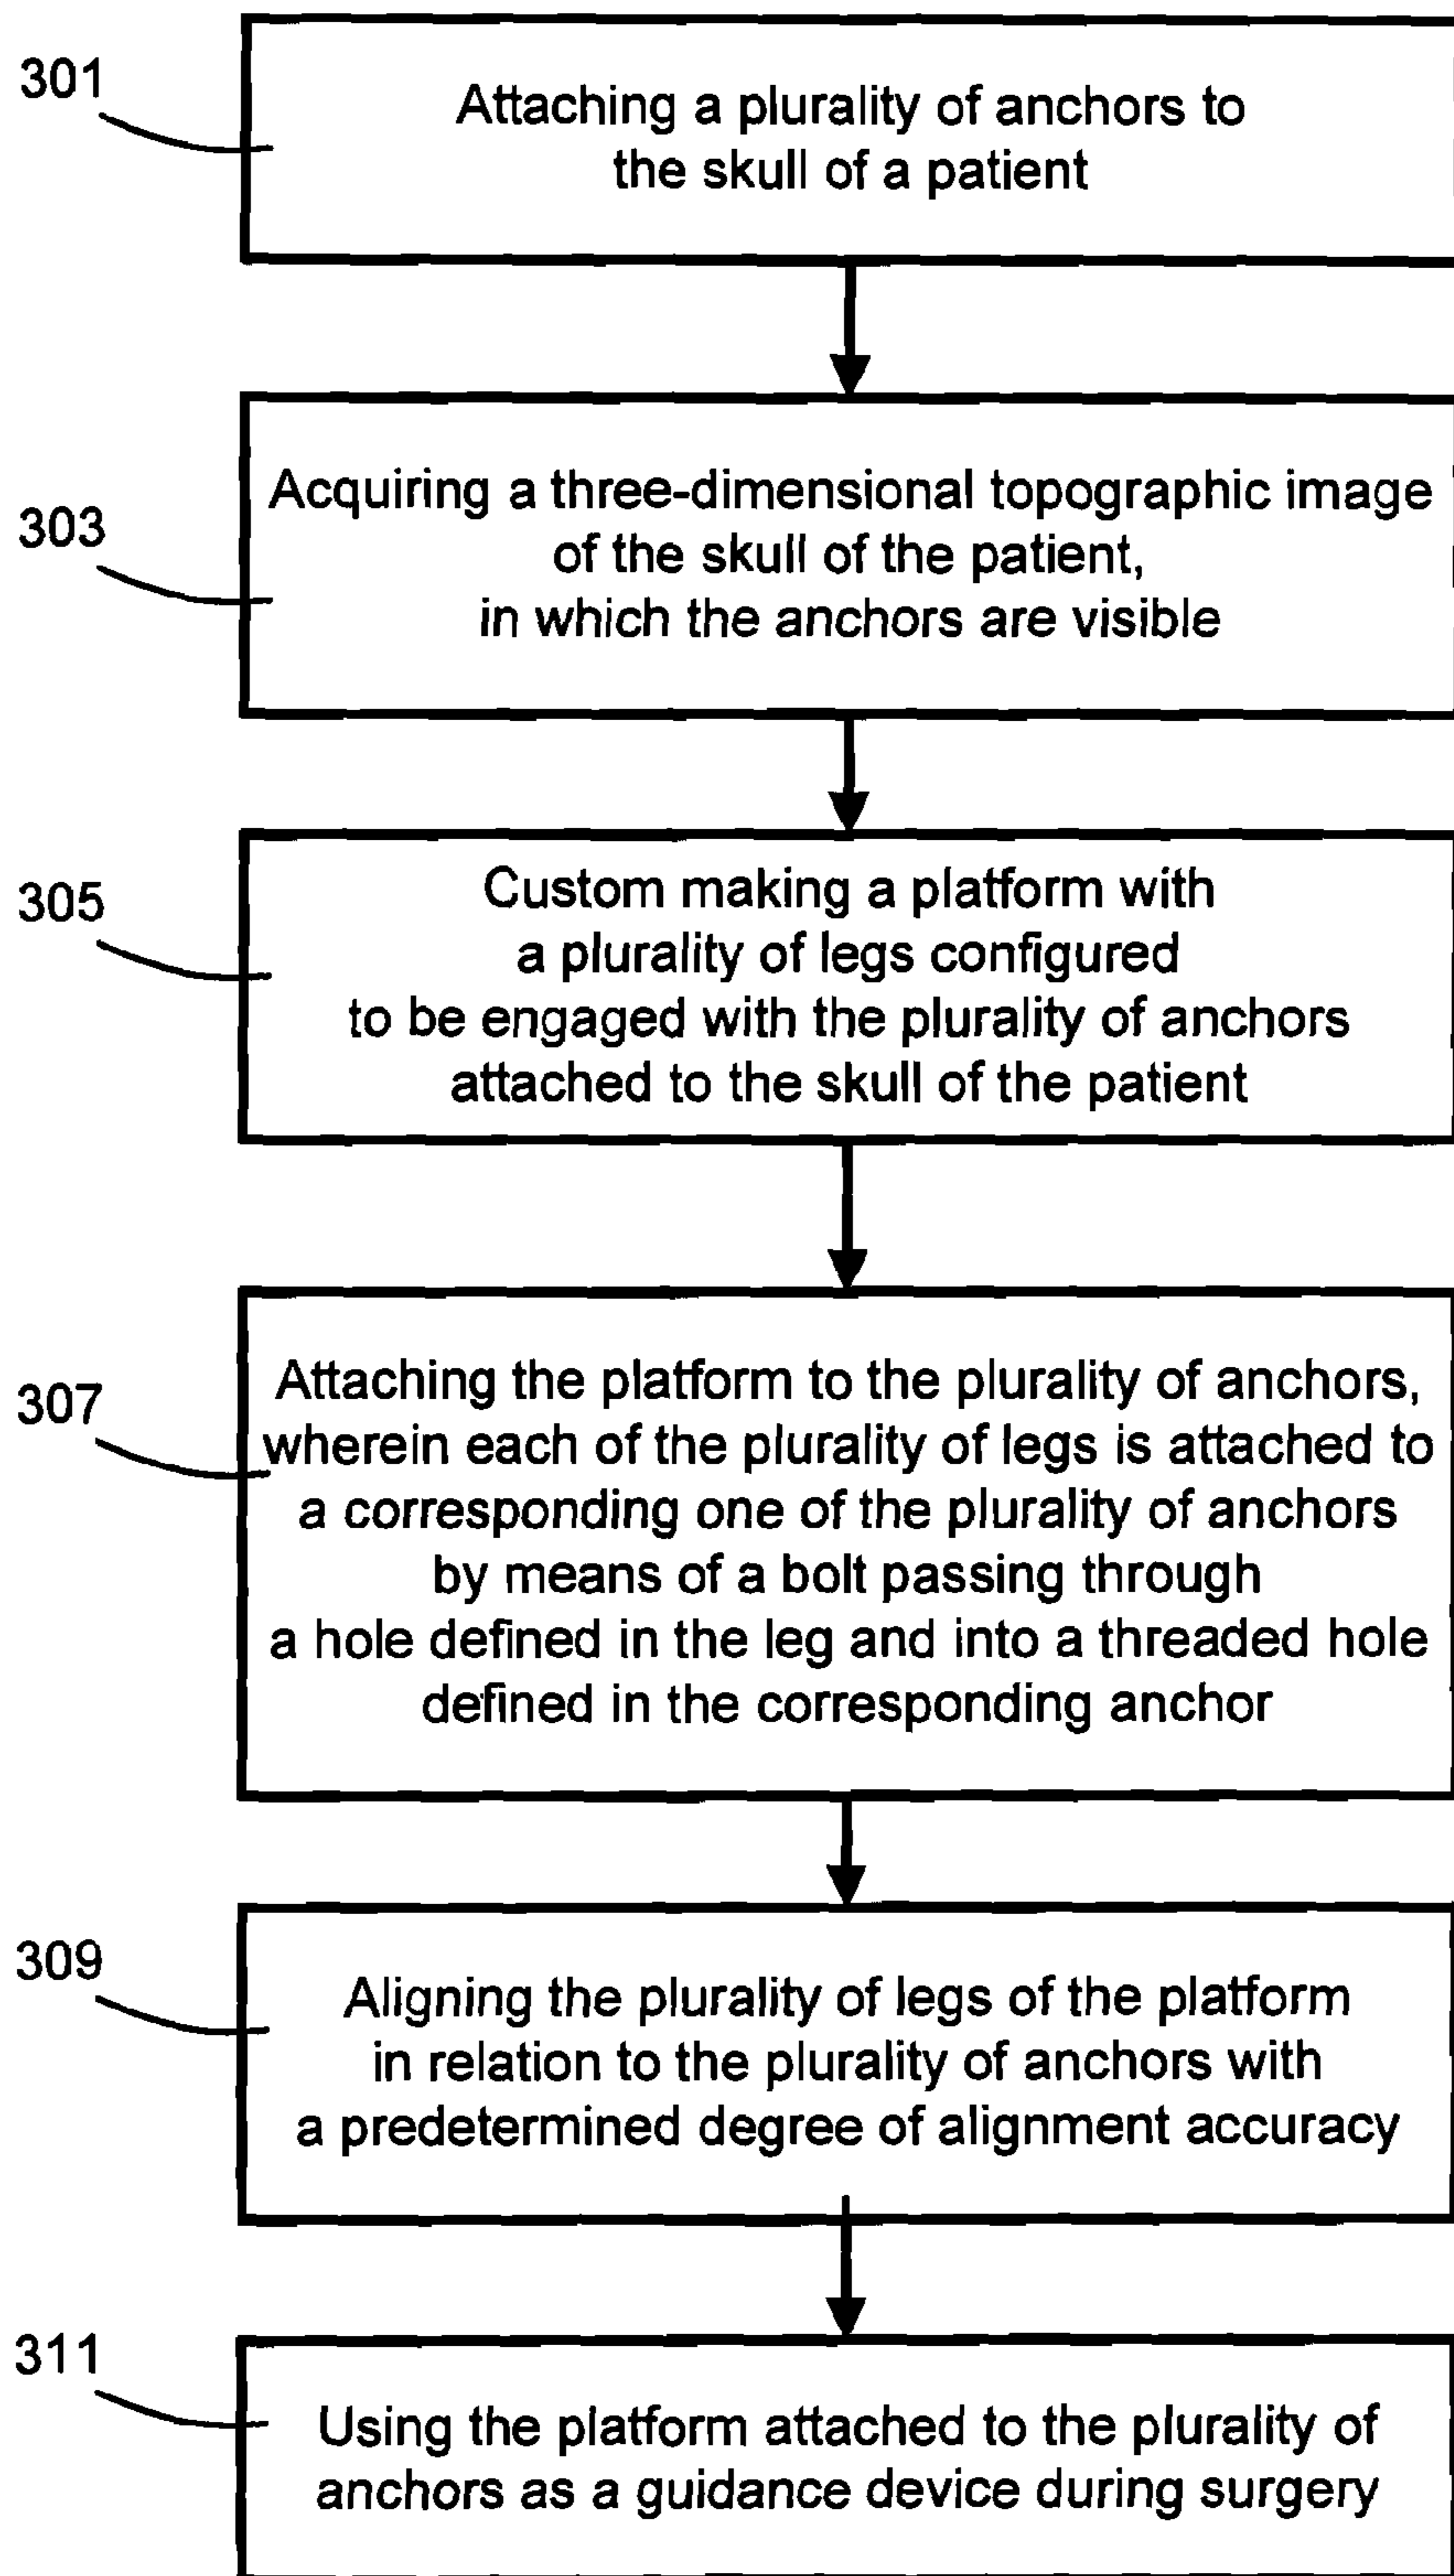 301
Attaching a plurality of anchors to
the skull of a patient
303
Acquiring a three-dimensional topographic image
of the skull of the patient,
in which the anchors are visible
305
Custom making a platform with
a plurality of legs configured
to be engaged with the plurality of anchors
attached to the skull of the patient
307
Attaching the platform to the plurality of anchors,
wherein each of the plurality of legs is attached to
a corresponding one of the plurality of anchors
by means of a bolt passing through
a hole defined in the leg and into a threaded hole
defined in the corresponding anchor
309
Aligning the plurality of legs of the platform
in relation to the plurality of anchors with
a predetermined degree of alignment accuracy
311
Using the platform attached to the plurality of
anchors as a guidance device during surgery